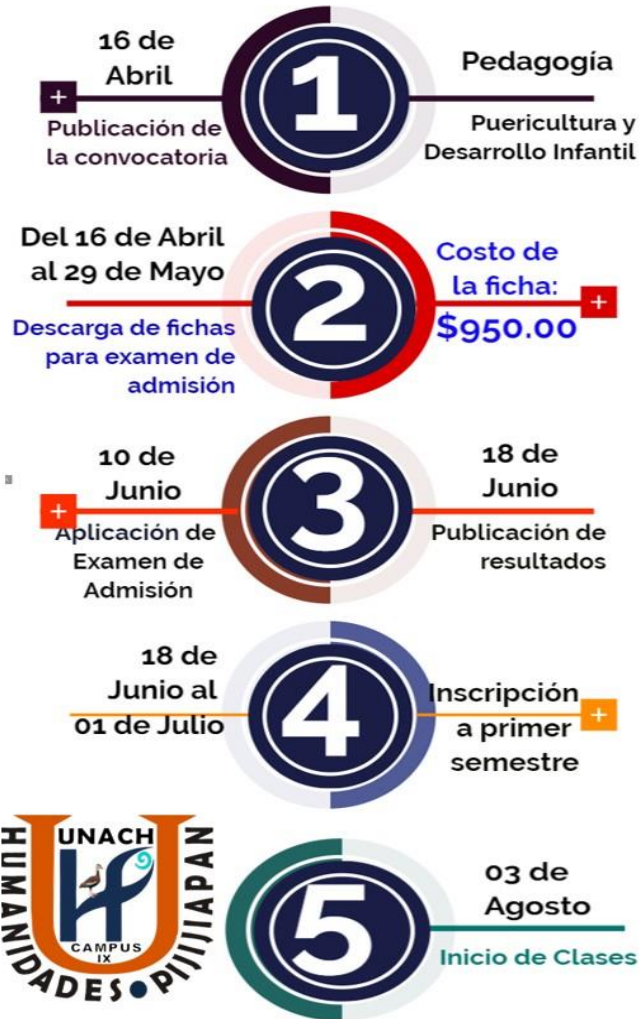 16 de
Abril
Publicación de
la convocatoria
1
Pedagogía
Puericultura y
Desarrollo Infantil
Del 16 de Abril
al 29 de Mayo
Descarga de fichas
para examen de
admisión
2
Costo de
la ficha:
$950.00
10 de
Junio
Aplicación de
Examen de
Admisión
3
18 de
Junio
Publicación de
resultados
18 de
Junio al
01 de Julio
4
Inscripción
a primer
semestre
UNACH
CAMPUS
IX
HUMANIDADES • PIJIJIAPAN
5
03 de
Agosto
Inicio de Clases